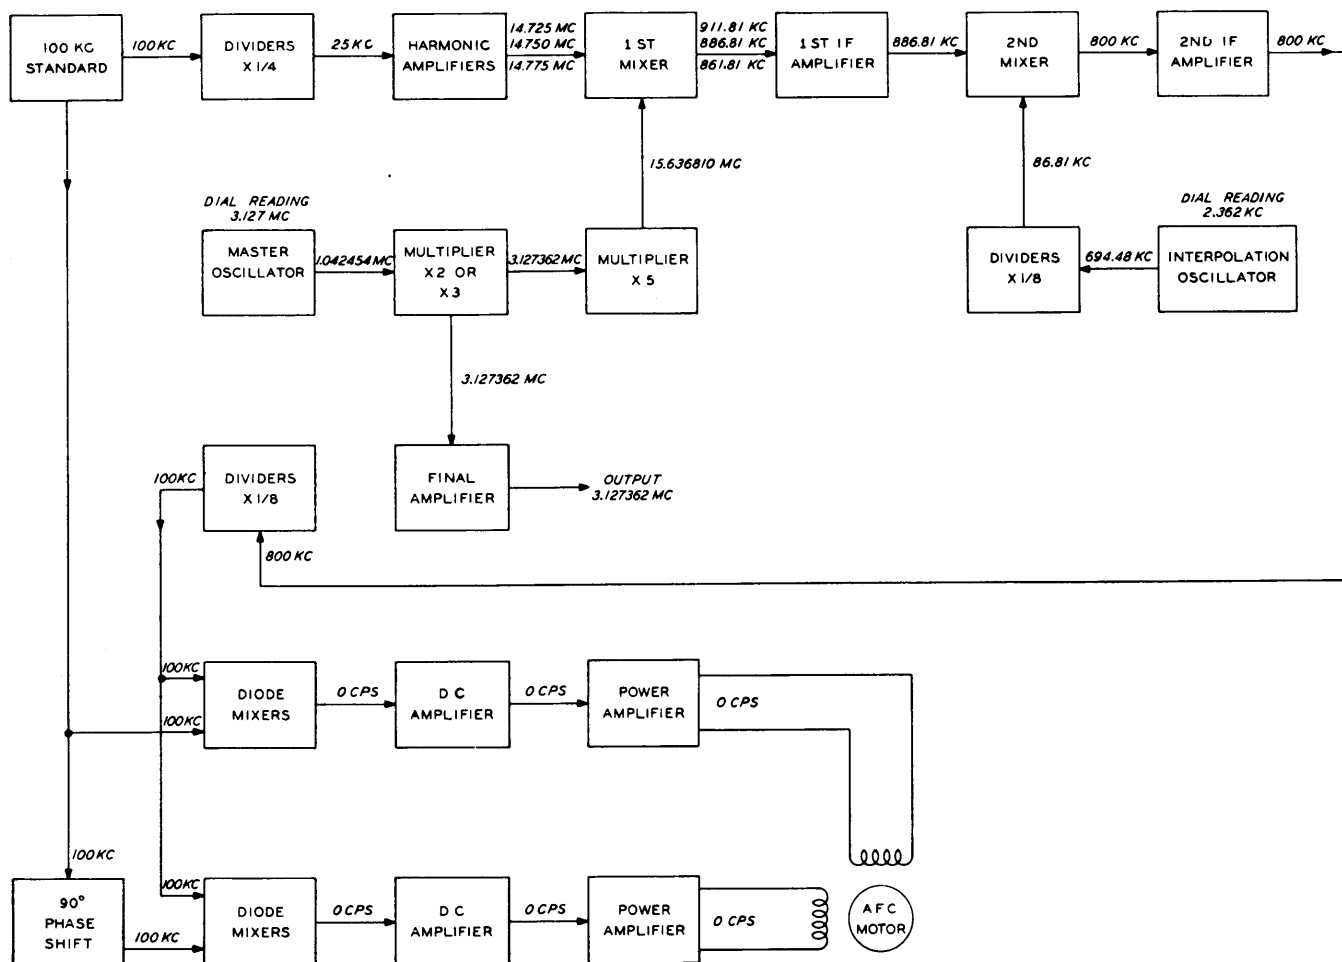 100 KC
STANDARD
100KC
DIVIDERS
X 1/4
25 KC
HARMONIC
AMPLIFIERS
14.725 MC
14.750 MC
14.775 MC
1 ST
MIXER
911.81 KC
886.81 KC
861.81 KC
1 ST IF
AMPLIFIER
886.81 KC
2ND
MIXER
800 KC
2ND IF
AMPLIFIER
800 KC
15.636810 MC
86.81 KC
DIAL READING
3.127 MC
MASTER
OSCILLATOR
1.042454 MC
MULTIPLIER
X 2 OR
X 3
3.127362 MC
MULTIPLIER
X 5
DIVIDERS
X 1/8
694.48 KC
DIAL READING
2.362 KC
INTERPOLATION
OSCILLATOR
3.127362 MC
100KC
DIVIDERS
X 1/8
FINAL
AMPLIFIER
OUTPUT
3.127362 MC
800 KC
100KC
100KC
DIODE
MIXERS
0 CPS
D C
AMPLIFIER
0 CPS
POWER
AMPLIFIER
0 CPS
100KC
90°
PHASE
SHIFT
100KC
100 KC
DIODE
MIXERS
0 CPS
D C
AMPLIFIER
0 CPS
POWER
AMPLIFIER
0 CPS
AFC
MOTOR